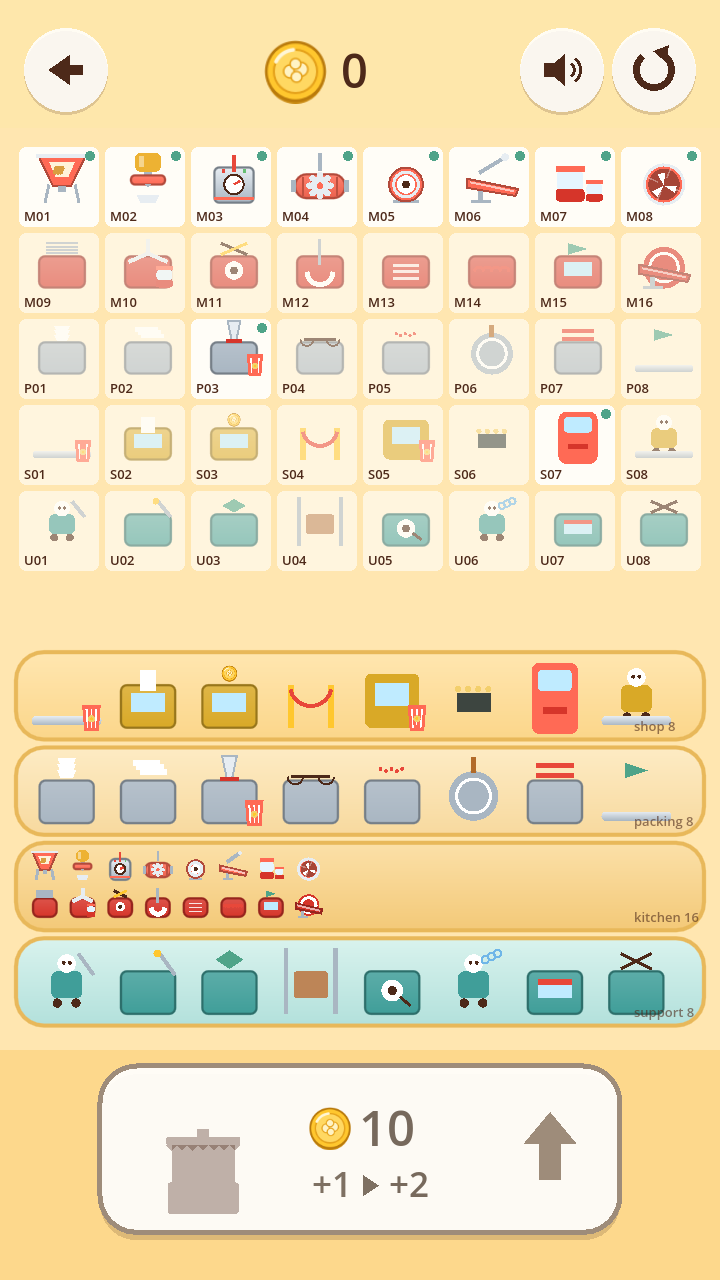 0
M01 M02 M03 M04 M05 M06 M07 M08
M09 M10 M11 M12 M13 M14 M15 M16
P01 P02 P03 P04 P05 P06 P07 P08
S01 S02 S03 S04 S05 S06 S07 S08
U01 U02 U03 U04 U05 U06 U07 U08
shop 8
packing 8
kitchen 16
support 8
10
+1 ▶ +2